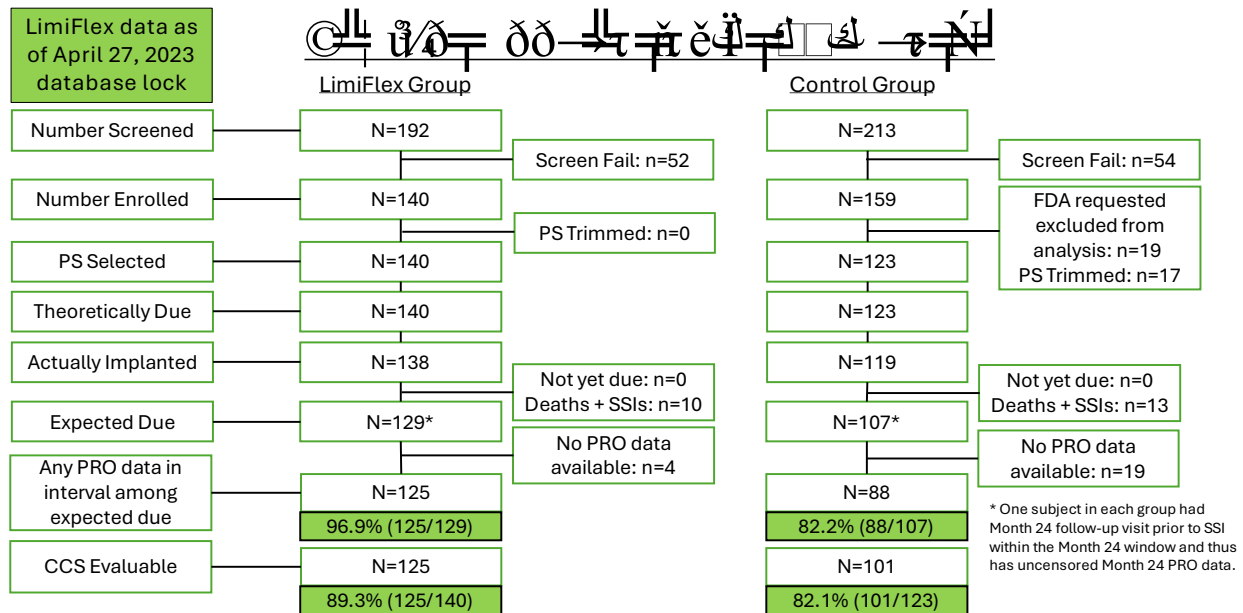 LimiFlex data as
of April 27, 2023
database lock
LimiFlex Group
Control Group
Number Screened
N=192
N=213
Screen Fail: n=52
Screen Fail: n=54
Number Enrolled
N=140
N=159
PS Trimmed: n=0
FDA requested
excluded from
analysis: n=19
PS Trimmed: n=17
PS Selected
N=140
N=123
Theoretically Due
N=140
N=123
Actually Implanted
N=138
N=119
Not yet due: n=0
Deaths + SSIs: n=10
Not yet due: n=0
Deaths + SSIs: n=13
Expected Due
N=129*
N=107*
No PRO data
available: n=4
No PRO data
available: n=19
Any PRO data in
interval among
expected due
N=125
N=88
96.9% (125/129)
82.2% (88/107)
* One subject in each group had
Month 24 follow-up visit prior to SSI
within the Month 24 window and thus
has uncensored Month 24 PRO data.
CCS Evaluable
N=125
N=101
89.3% (125/140)
82.1% (101/123)